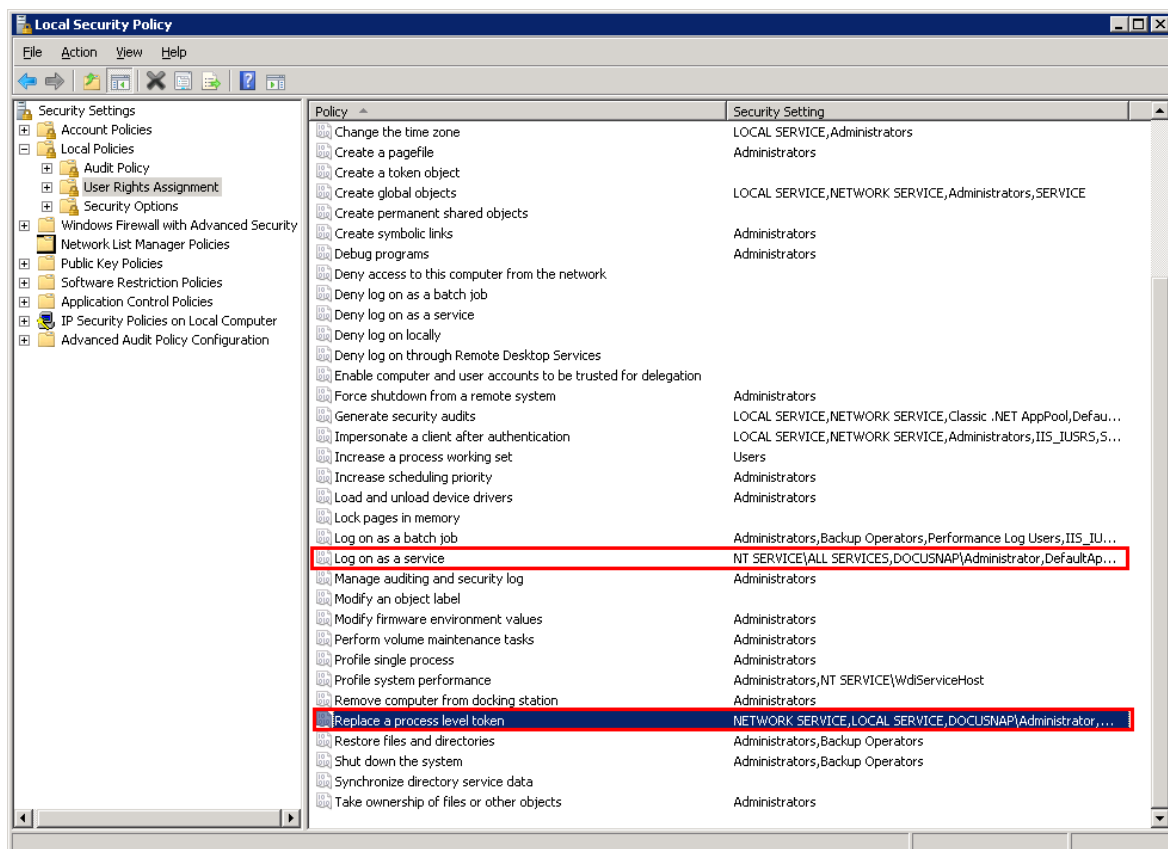 Local Security Policy
File Action View Help
Security Settings
Account Policies
Local Policies
Audit Policy
User Rights Assignment
Security Options
Windows Firewall with Advanced Security
Network List Manager Policies
Public Key Policies
Software Restriction Policies
Application Control Policies
IP Security Policies on Local Computer
Advanced Audit Policy Configuration
Policy Security Setting
Change the time zone LOCAL SERVICE,Administrators
Create a pagefile Administrators
Create a token object
Create global objects LOCAL SERVICE,NETWORK SERVICE,Administrators,SERVICE
Create permanent shared objects
Create symbolic links Administrators
Debug programs Administrators
Deny access to this computer from the network
Deny log on as a batch job
Deny log on as a service
Deny log on locally
Deny log on through Remote Desktop Services
Enable computer and user accounts to be trusted for delegation
Force shutdown from a remote system Administrators
Generate security audits LOCAL SERVICE,NETWORK SERVICE,Classic .NET AppPool,Defau...
Impersonate a client after authentication LOCAL SERVICE,NETWORK SERVICE,Administrators,IIS_IUSRS,S...
Increase a process working set Users
Increase scheduling priority Administrators
Load and unload device drivers Administrators
Lock pages in memory
Log on as a batch job Administrators,Backup Operators,Performance Log Users,IIS_IU...
Log on as a service NT SERVICE\ALL SERVICES,DOCUSNAP\Administrator,DefaultAp...
Manage auditing and security log Administrators
Modify an object label
Modify firmware environment values Administrators
Perform volume maintenance tasks Administrators
Profile single process Administrators
Profile system performance Administrators,NT SERVICE\WdiServiceHost
Remove computer from docking station Administrators
Replace a process level token NETWORK SERVICE,LOCAL SERVICE,DOCUSNAP\Administrator,...
Restore files and directories Administrators,Backup Operators
Shut down the system Administrators,Backup Operators
Synchronize directory service data
Take ownership of files or other objects Administrators